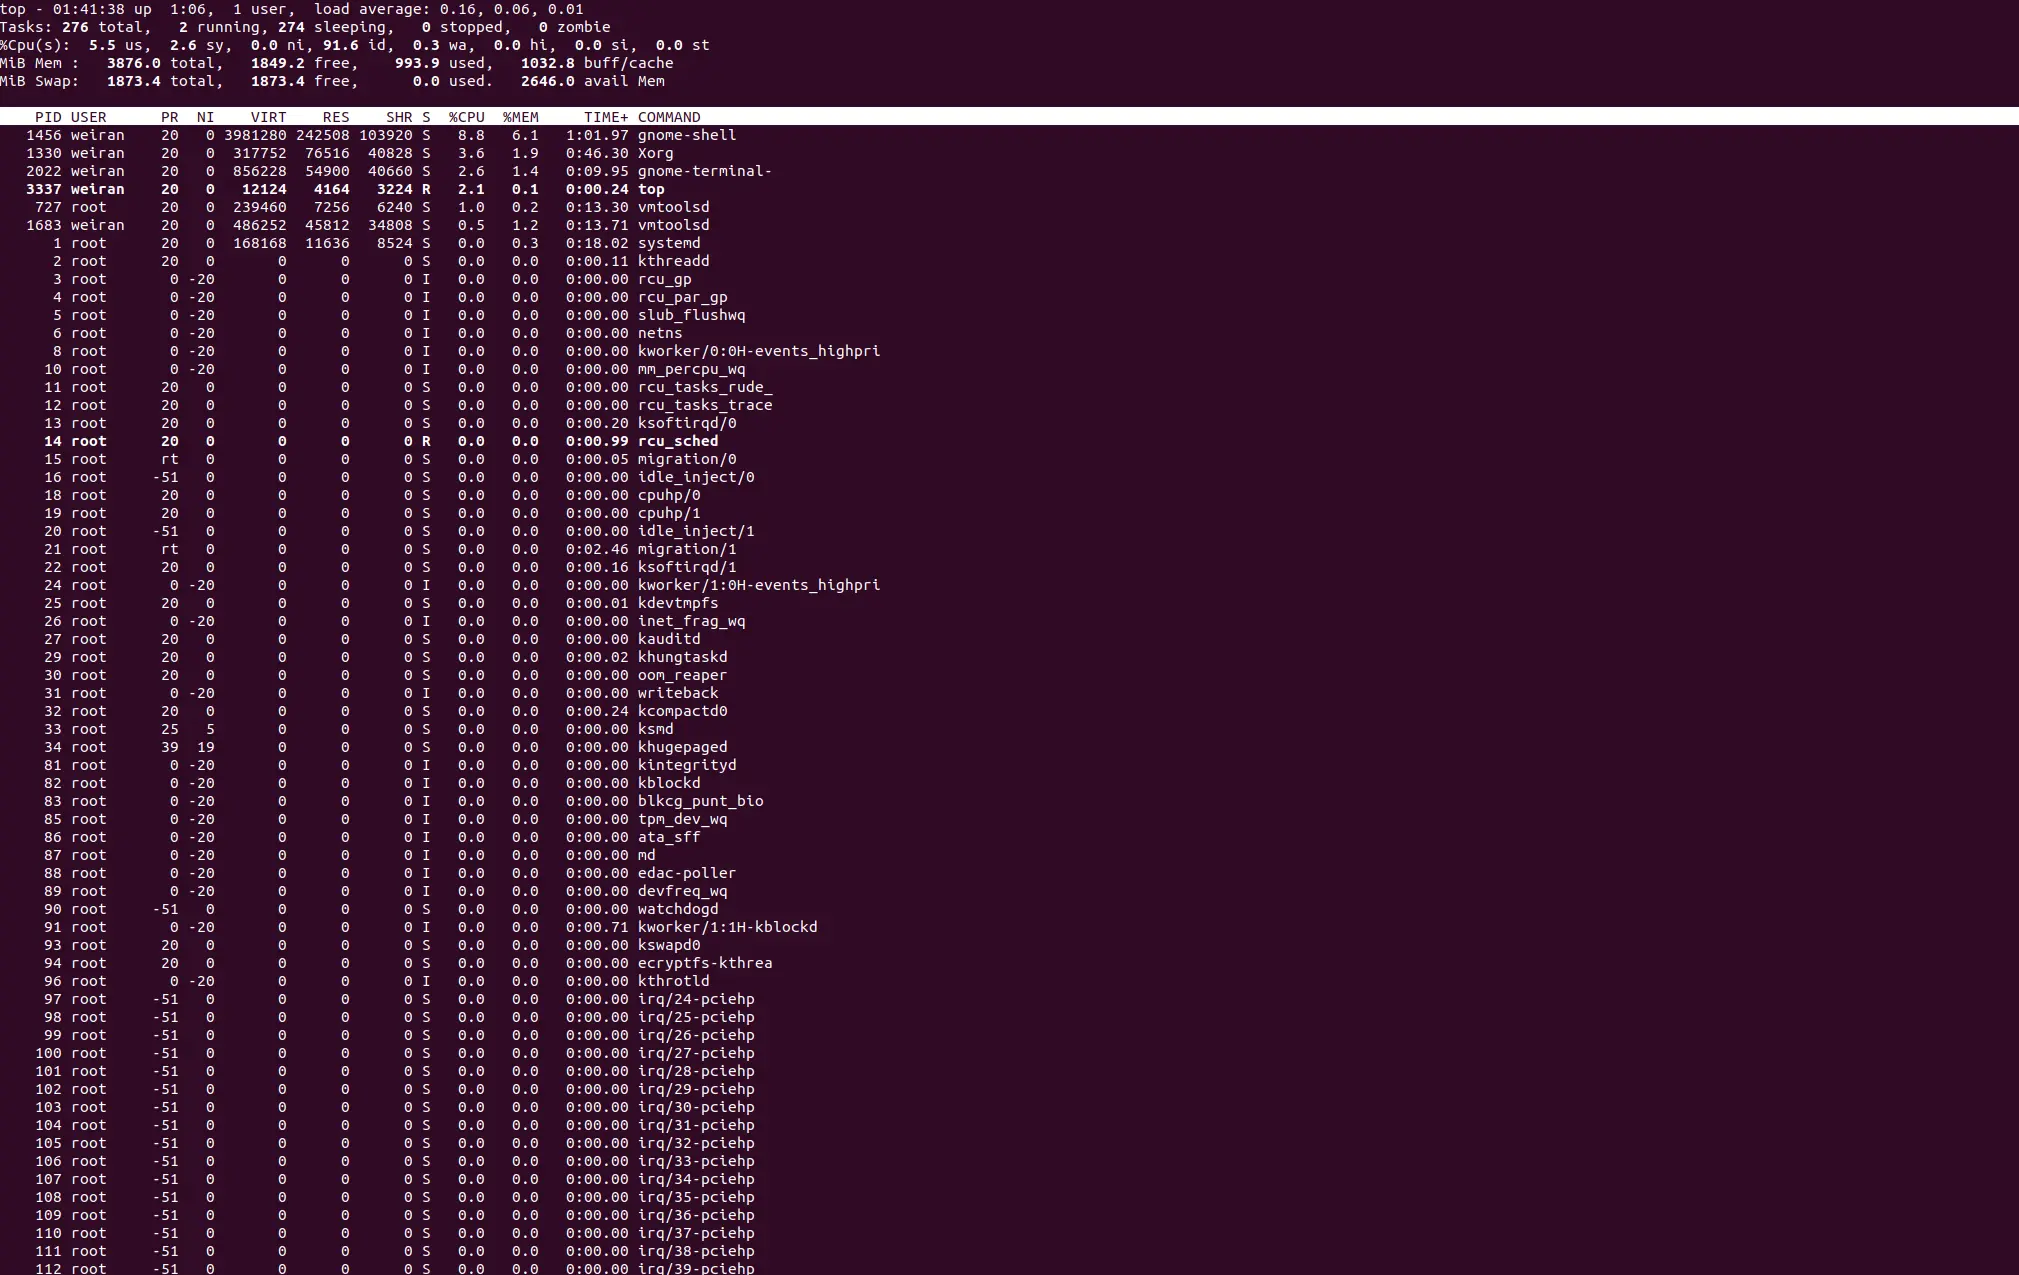 top - 01:41:38 up  1:06,  1 user,  load average: 0.16, 0.06, 0.01
Tasks: 276 total,   2 running, 274 sleeping,   0 stopped,   0 zombie
%Cpu(s):  5.5 us,  2.6 sy,  0.0 ni, 91.6 id,  0.3 wa,  0.0 hi,  0.0 si,  0.0 st
MiB Mem :   3876.0 total,   1849.2 free,    993.9 used,   1032.8 buff/cache
MiB Swap:   1873.4 total,   1873.4 free,      0.0 used.   2646.0 avail Mem
PID USER PR NI VIRT RES SHR S %CPU %MEM TIME+ COMMAND
1456 weiran 20 0 3981280 242508 103920 S 8.8 6.1 1:01.97 gnome-shell
1330 weiran 20 0 317752 76516 40828 S 3.6 1.9 0:46.30 Xorg
2022 weiran 20 0 856228 54900 40660 S 2.6 1.4 0:09.95 gnome-terminal-
3337 weiran 20 0 12124 4164 3224 R 2.1 0.1 0:00.24 top
727 root 20 0 239460 7256 6240 S 1.0 0.2 0:13.30 vmtoolsd
1683 weiran 20 0 486252 45812 34808 S 0.5 1.2 0:13.71 vmtoolsd
1 root 20 0 168168 11636 8524 S 0.0 0.3 0:18.02 systemd
2 root 20 0 0 0 0 S 0.0 0.0 0:00.11 kthreadd
3 root 0 -20 0 0 0 I 0.0 0.0 0:00.00 rcu_gp
4 root 0 -20 0 0 0 I 0.0 0.0 0:00.00 rcu_par_gp
5 root 0 -20 0 0 0 I 0.0 0.0 0:00.00 slub_flushwq
6 root 0 -20 0 0 0 I 0.0 0.0 0:00.00 netns
8 root 0 -20 0 0 0 I 0.0 0.0 0:00.00 kworker/0:0H-events_highpri
10 root 0 -20 0 0 0 I 0.0 0.0 0:00.00 mm_percpu_wq
11 root 20 0 0 0 0 S 0.0 0.0 0:00.00 rcu_tasks_rude_
12 root 20 0 0 0 0 S 0.0 0.0 0:00.00 rcu_tasks_trace
13 root 20 0 0 0 0 S 0.0 0.0 0:00.20 ksoftirqd/0
14 root 20 0 0 0 0 R 0.0 0.0 0:00.99 rcu_sched
15 root rt 0 0 0 0 S 0.0 0.0 0:00.05 migration/0
16 root -51 0 0 0 0 S 0.0 0.0 0:00.00 idle_inject/0
18 root 20 0 0 0 0 S 0.0 0.0 0:00.00 cpuhp/0
19 root 20 0 0 0 0 S 0.0 0.0 0:00.00 cpuhp/1
20 root -51 0 0 0 0 S 0.0 0.0 0:00.00 idle_inject/1
21 root rt 0 0 0 0 S 0.0 0.0 0:02.46 migration/1
22 root 20 0 0 0 0 S 0.0 0.0 0:00.16 ksoftirqd/1
24 root 0 -20 0 0 0 I 0.0 0.0 0:00.00 kworker/1:0H-events_highpri
25 root 20 0 0 0 0 S 0.0 0.0 0:00.01 kdevtmpfs
26 root 0 -20 0 0 0 I 0.0 0.0 0:00.00 inet_frag_wq
27 root 20 0 0 0 0 S 0.0 0.0 0:00.00 kauditd
29 root 20 0 0 0 0 S 0.0 0.0 0:00.02 khungtaskd
30 root 20 0 0 0 0 S 0.0 0.0 0:00.00 oom_reaper
31 root 0 -20 0 0 0 I 0.0 0.0 0:00.00 writeback
32 root 20 0 0 0 0 S 0.0 0.0 0:00.24 kcompactd0
33 root 25 5 0 0 0 S 0.0 0.0 0:00.00 ksmd
34 root 39 19 0 0 0 S 0.0 0.0 0:00.00 khugepaged
81 root 0 -20 0 0 0 I 0.0 0.0 0:00.00 kintegrityd
82 root 0 -20 0 0 0 I 0.0 0.0 0:00.00 kblockd
83 root 0 -20 0 0 0 I 0.0 0.0 0:00.00 blkcg_punt_bio
85 root 0 -20 0 0 0 I 0.0 0.0 0:00.00 tpm_dev_wq
86 root 0 -20 0 0 0 I 0.0 0.0 0:00.00 ata_sff
87 root 0 -20 0 0 0 I 0.0 0.0 0:00.00 md
88 root 0 -20 0 0 0 I 0.0 0.0 0:00.00 edac-poller
89 root 0 -20 0 0 0 I 0.0 0.0 0:00.00 devfreq_wq
90 root -51 0 0 0 0 S 0.0 0.0 0:00.00 watchdogd
91 root 0 -20 0 0 0 I 0.0 0.0 0:00.71 kworker/1:1H-kblockd
93 root 20 0 0 0 0 S 0.0 0.0 0:00.00 kswapd0
94 root 20 0 0 0 0 S 0.0 0.0 0:00.00 ecryptfs-kthrea
96 root 0 -20 0 0 0 I 0.0 0.0 0:00.00 kthrotld
97 root -51 0 0 0 0 S 0.0 0.0 0:00.00 irq/24-pciehp
98 root -51 0 0 0 0 S 0.0 0.0 0:00.00 irq/25-pciehp
99 root -51 0 0 0 0 S 0.0 0.0 0:00.00 irq/26-pciehp
100 root -51 0 0 0 0 S 0.0 0.0 0:00.00 irq/27-pciehp
101 root -51 0 0 0 0 S 0.0 0.0 0:00.00 irq/28-pciehp
102 root -51 0 0 0 0 S 0.0 0.0 0:00.00 irq/29-pciehp
103 root -51 0 0 0 0 S 0.0 0.0 0:00.00 irq/30-pciehp
104 root -51 0 0 0 0 S 0.0 0.0 0:00.00 irq/31-pciehp
105 root -51 0 0 0 0 S 0.0 0.0 0:00.00 irq/32-pciehp
106 root -51 0 0 0 0 S 0.0 0.0 0:00.00 irq/33-pciehp
107 root -51 0 0 0 0 S 0.0 0.0 0:00.00 irq/34-pciehp
108 root -51 0 0 0 0 S 0.0 0.0 0:00.00 irq/35-pciehp
109 root -51 0 0 0 0 S 0.0 0.0 0:00.00 irq/36-pciehp
110 root -51 0 0 0 0 S 0.0 0.0 0:00.00 irq/37-pciehp
111 root -51 0 0 0 0 S 0.0 0.0 0:00.00 irq/38-pciehp
112 root -51 0 0 0 0 S 0.0 0.0 0:00.00 irq/39-pciehp